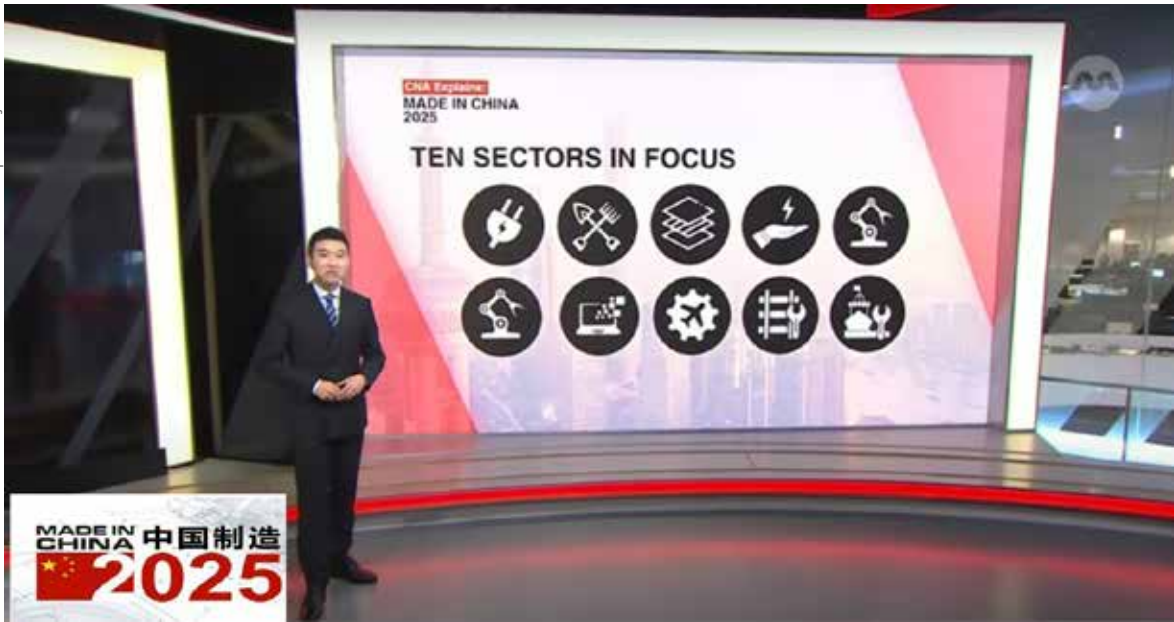 CNA Explains:
MADE IN CHINA
2025
TEN SECTORS IN FOCUS
MADE IN
CHINA 中国制造
2025